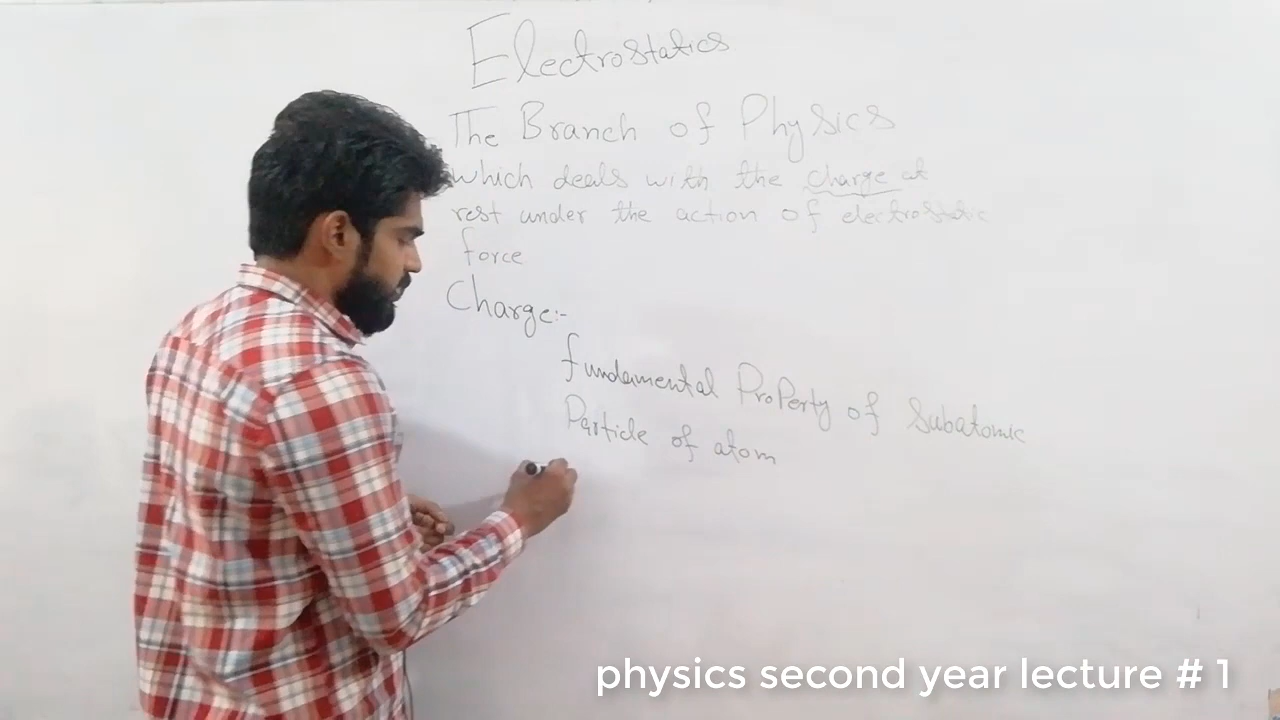 Electrostatics
The Branch of Physics
which deals with the charge at
rest under the action of electrostatic
force
Charge:-
fundamental Property of Subatomic
Particle of atom
physics second year lecture # 1